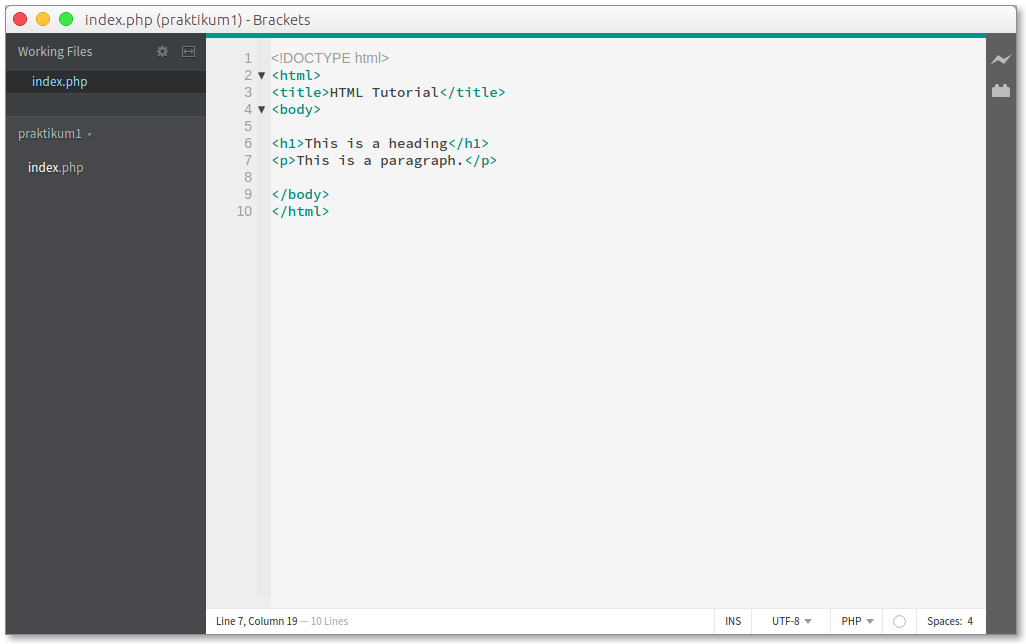 index.php (praktikum1) - Brackets
Working Files
index.php
praktikum1
index.php
1 <!DOCTYPE html>
2 <html>
3 <title>HTML Tutorial</title>
4 <body>
5
6 <h1>This is a heading</h1>
7 <p>This is a paragraph.</p>
8
9 </body>
10 </html>
Line 7, Column 19 — 10 Lines
INS UTF-8 PHP Spaces: 4